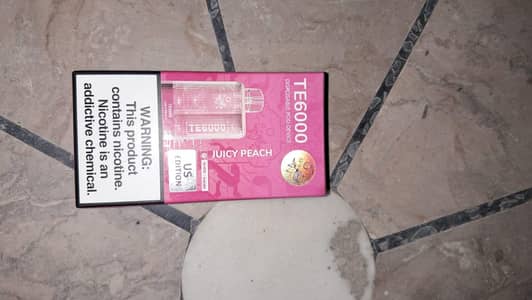 TE6000
DISPOSABLE POD DEVICE
TE6000
JUICY PEACH
US
EDITION
WARNING:
This product
contains nicotine.
Nicotine is an
addictive chemical.